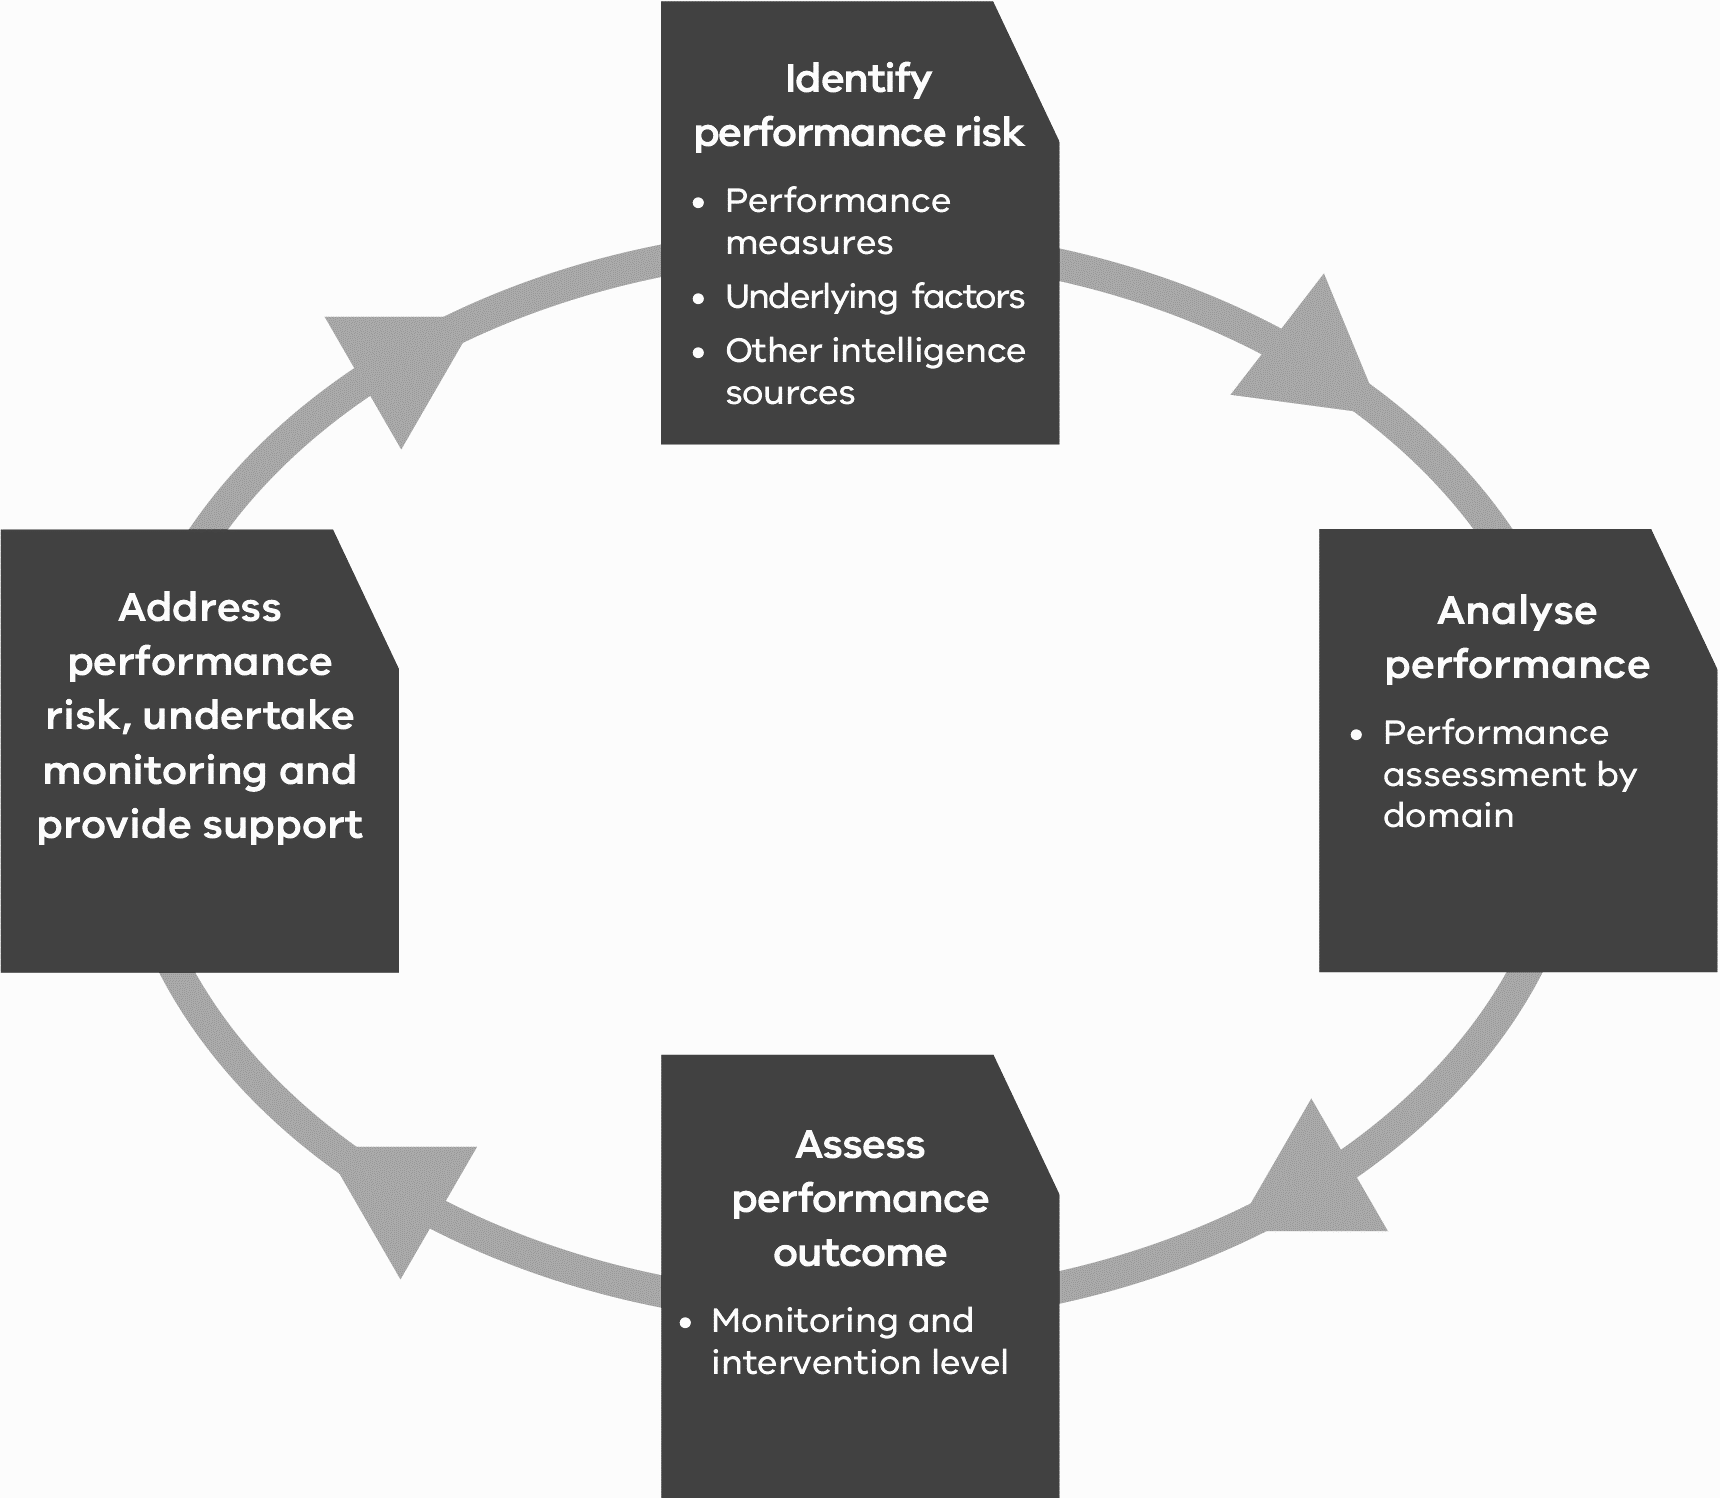 Identify
performance risk
• Performance
measures
• Underlying factors
• Other intelligence
sources
Analyse
performance
• Performance
assessment by
domain
Assess
performance
outcome
• Monitoring and
intervention level
Address
performance
risk, undertake
monitoring and
provide support